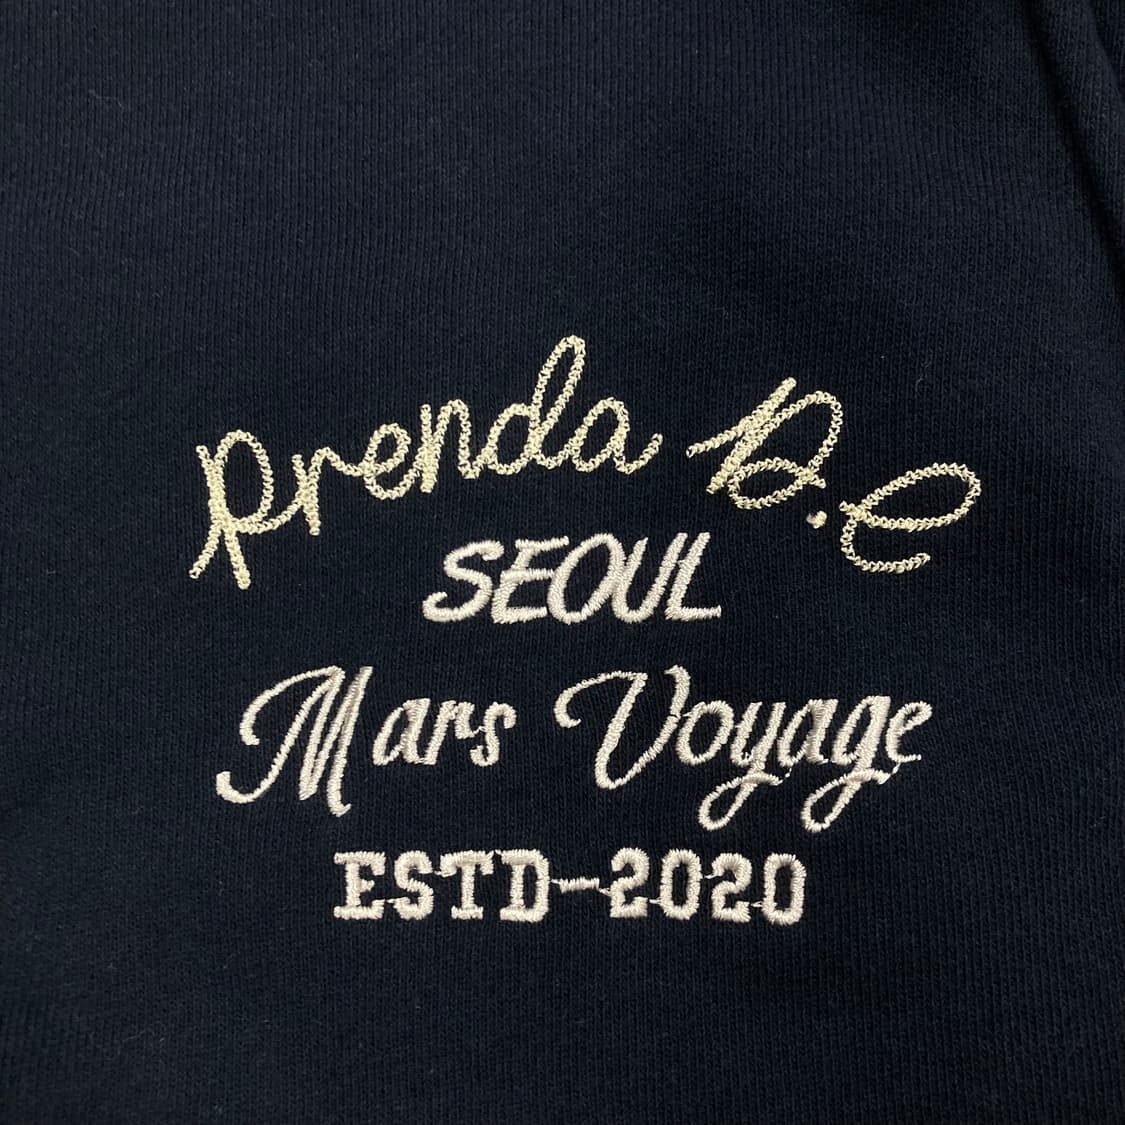 Prenda B.e
SEOUL
Mars Voyage
ESTD-2020